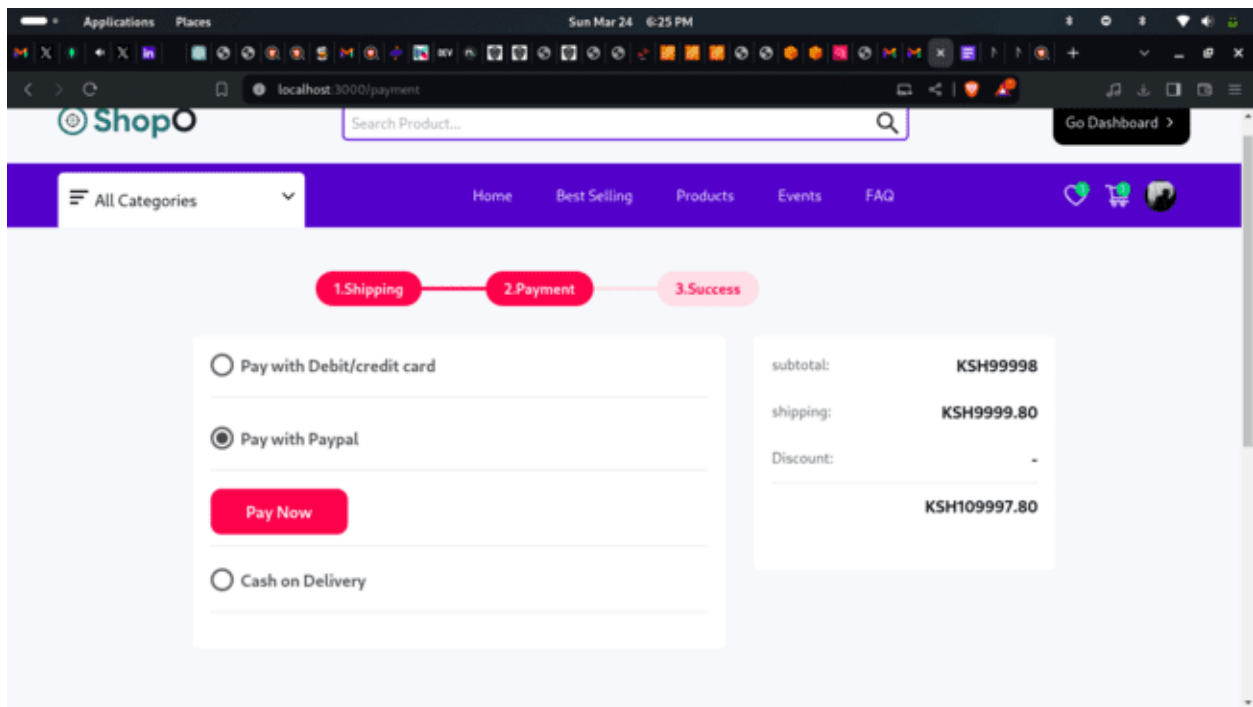 Applications Places Sun Mar 24 6:25 PM
localhost:3000/payment
ShopO Search Product... Go Dashboard >
All Categories Home Best Selling Products Events FAQ
1.Shipping 2.Payment 3.Success
Pay with Debit/credit card
Pay with Paypal
Pay Now
Cash on Delivery
subtotal: KSH99998
shipping: KSH9999.80
Discount: -
KSH109997.80